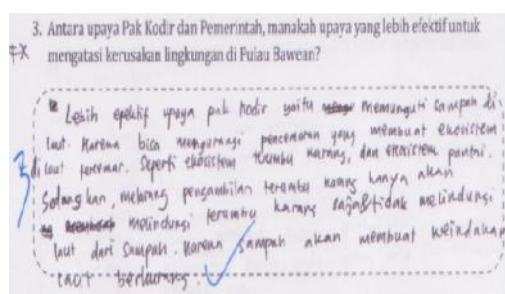 3. Antara upaya Pak Kodir dan Pemerintah, manakah upaya yang lebih efektif untuk
mengatasi kerusakan lingkungan di Pulau Bawean?
Lebih epektif upaya pak kodir yaitu memunguti sampah di
laut. Karena bisa mengurangi pencemaran yang membuat ekosistem
di laut tercemar. Seperti ekosistem terumbu karang, dan ekosistem pantai.
Sedangkan, melarang pengambilan terumbu karang hanya akan
melindungi terumbu karang saja & tidak melindungi
laut dari sampah. Karena sampah akan membuat keindahan
laut berkurang.